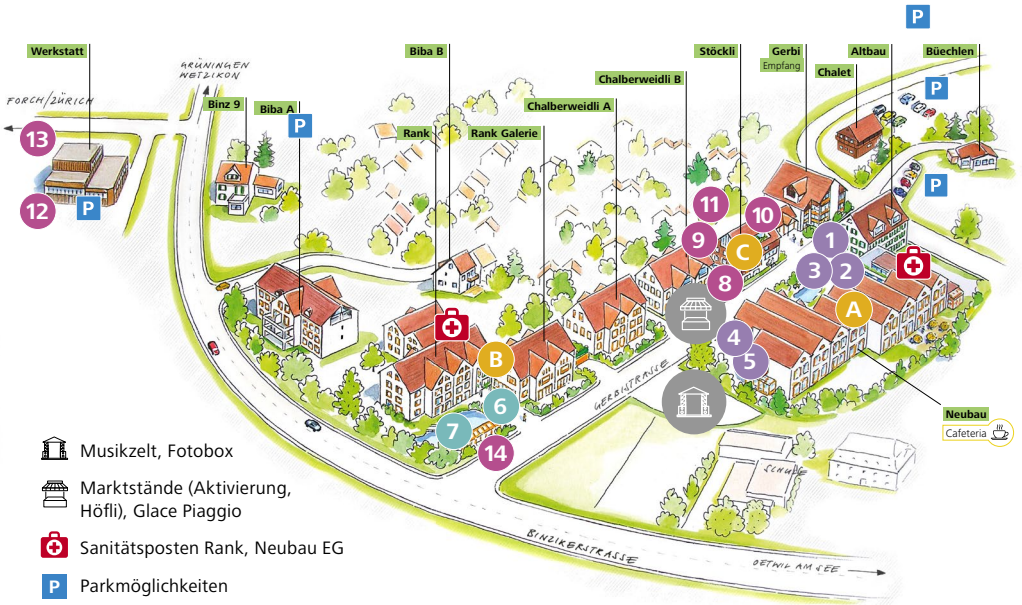 P
Werkstatt
Biba B
Stöckli
Gerbi
Empfang
Altbau
Büechlen
GRÜNINGEN
WETZIKON
Chalberweidli B
Chalet
FORCH/ZÜRICH
Binz 9
Biba A
P
Chalberweidli A
P
13
Rank
Rank Galerie
12
P
11
10
P
9
C
1
3
2
8
A
B
4
5
6
GERBISTRASSE
7
14
Neubau
Cafeteria
SCHULE
Musikzelt, Fotobox
Marktstände (Aktivierung,
Höfli), Glace Piaggio
Sanitätsposten Rank, Neubau EG
P Parkmöglichkeiten
BINZIKERSTRASSE
OETWIL AM SEE